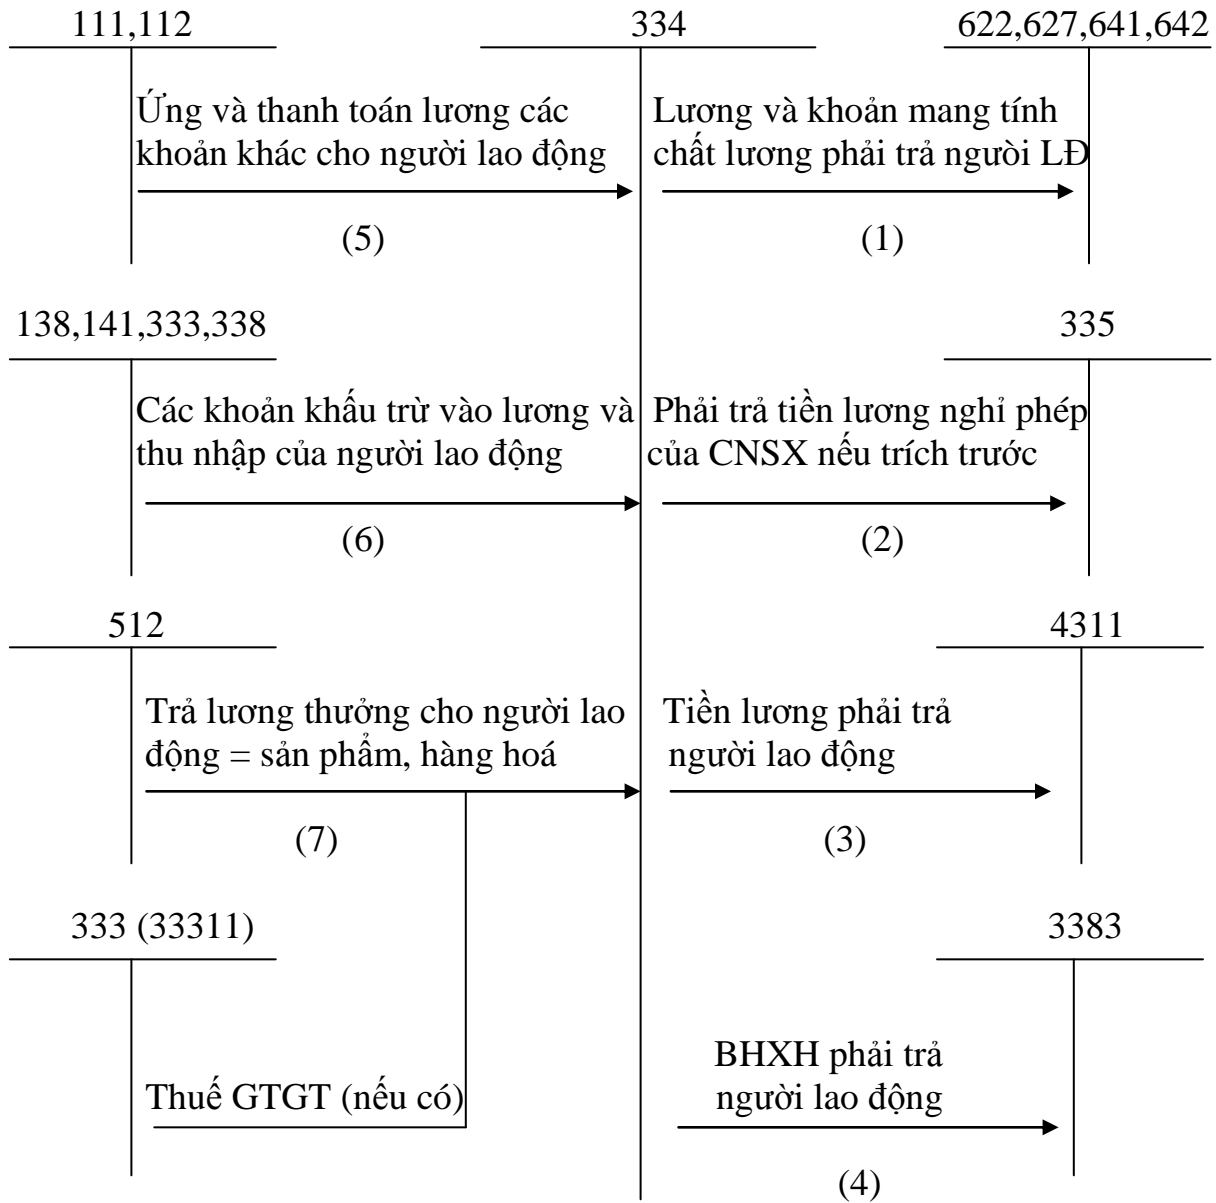 111,112
334
622,627,641,642
Ứng và thanh toán lương các
khoản khác cho người lao động
(5)
Lương và khoản mang tính
chất lương phải trả ngừơi LĐ
(1)
138,141,333,338
335
Các khoản khấu trừ vào lương và
thu nhập của người lao động
(6)
Phải trả tiền lương nghỉ phép
của CNSX nếu trích trước
(2)
512
4311
Trả lương thưởng cho người lao
động = sản phẩm, hàng hoá
(7)
Tiền lương phải trả
người lao động
(3)
333 (33311)
3383
Thuế GTGT (nếu có)
BHXH phải trả
người lao động
(4)